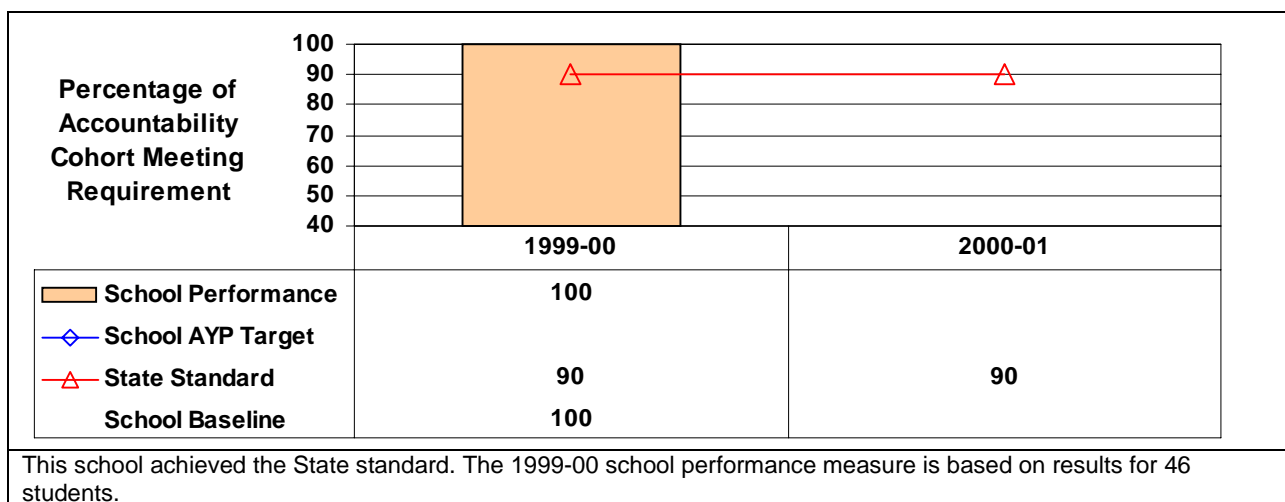 Percentage of
Accountability
Cohort Meeting
Requirement
100
90
80
70
60
50
40
1999-00 2000-01
School Performance 100
School AYP Target
State Standard 90 90
School Baseline 100
This school achieved the State standard. The 1999-00 school performance measure is based on results for 46
students.